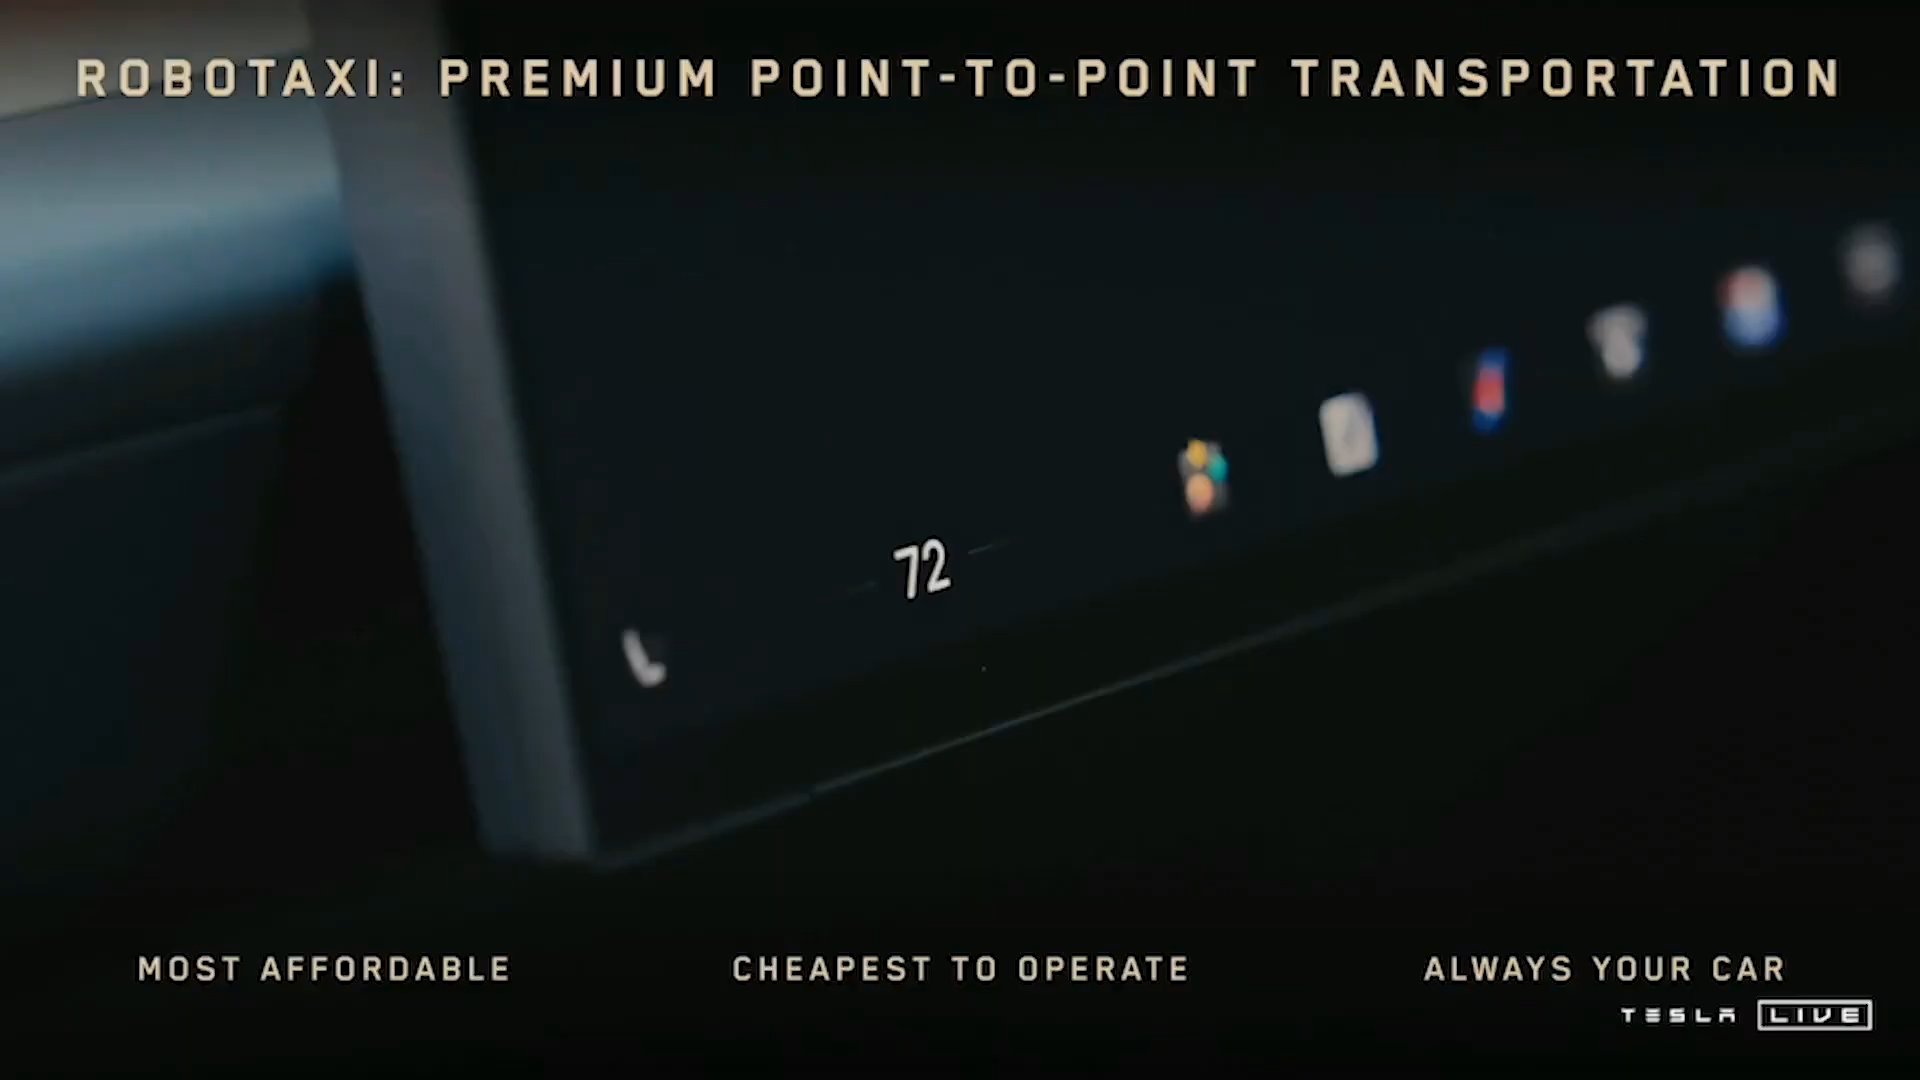 ROBOTAXI: PREMIUM POINT-TO-POINT TRANSPORTATION
72
MOST AFFORDABLE
CHEAPEST TO OPERATE
ALWAYS YOUR CAR
TESLA LIVE